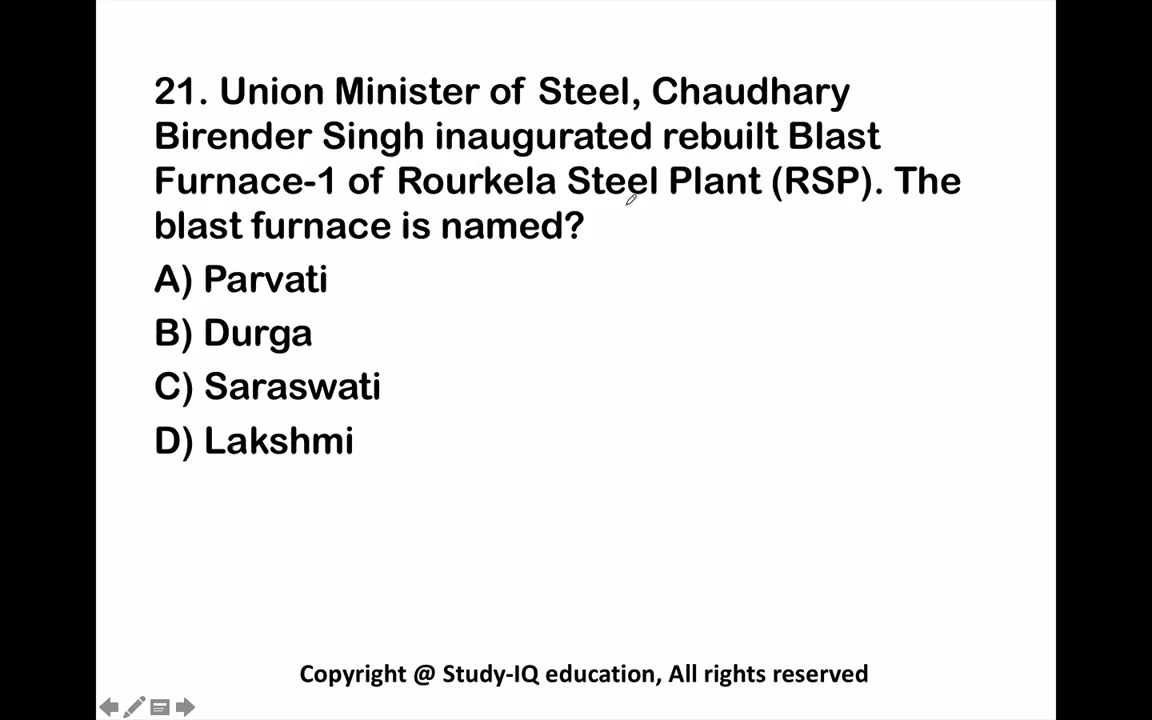 21. Union Minister of Steel, Chaudhary
Birender Singh inaugurated rebuilt Blast
Furnace-1 of Rourkela Steel Plant (RSP). The
blast furnace is named?
A) Parvati
B) Durga
C) Saraswati
D) Lakshmi
Copyright @ Study-IQ education, All rights reserved